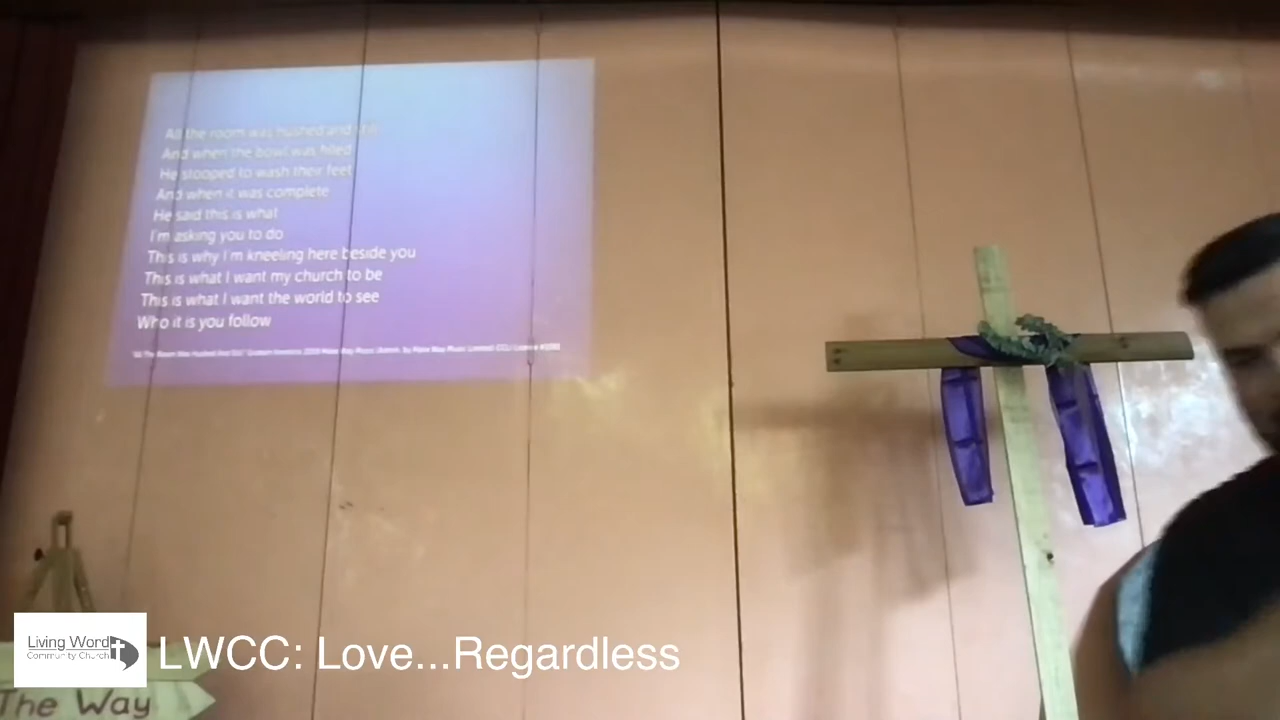 All the room was hushed and still
And when the bowl was filled
He stooped to wash their feet
And when it was complete
He said this is what
I'm asking you to do
This is why I'm kneeling here beside you
This is what I want my church to be
This is what I want the world to see
Who it is you follow
Living Word
Community Church
LWCC: Love...Regardless
The Way